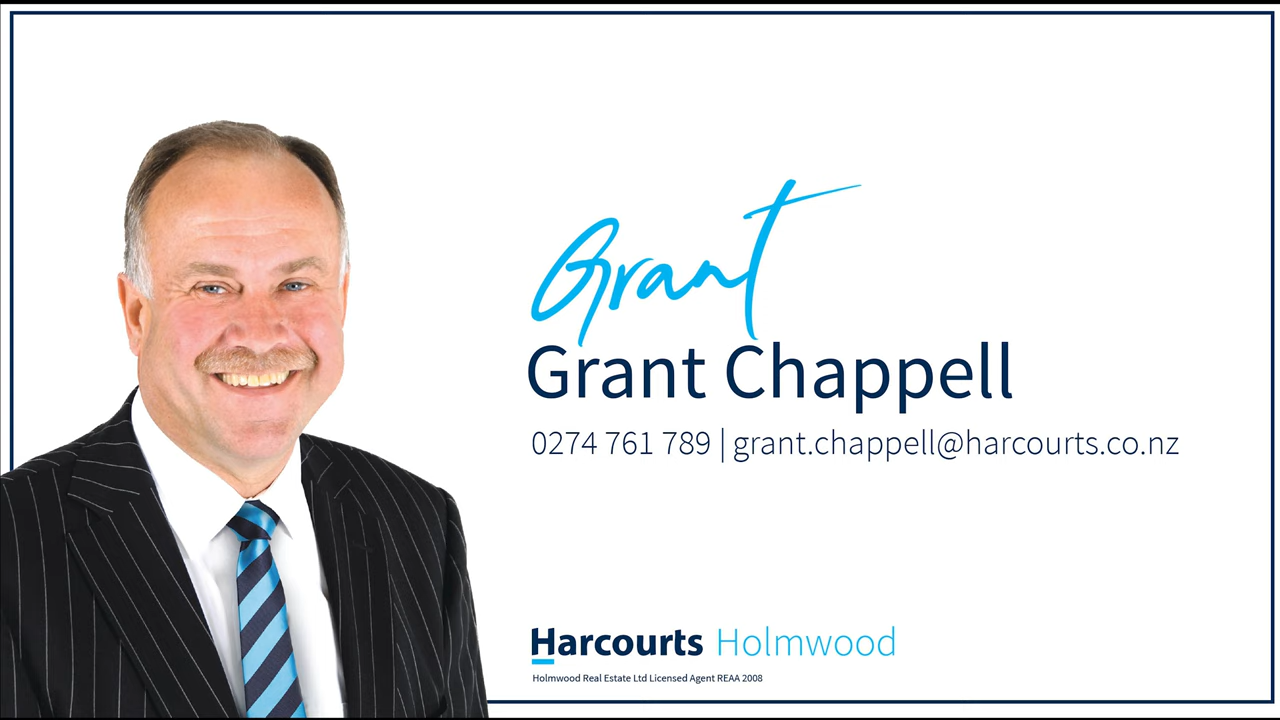 Grant
Grant Chappell
0274 761 789 | grant.chappell@harcourts.co.nz
Harcourts Holmwood
Holmwood Real Estate Ltd Licensed Agent REAA 2008